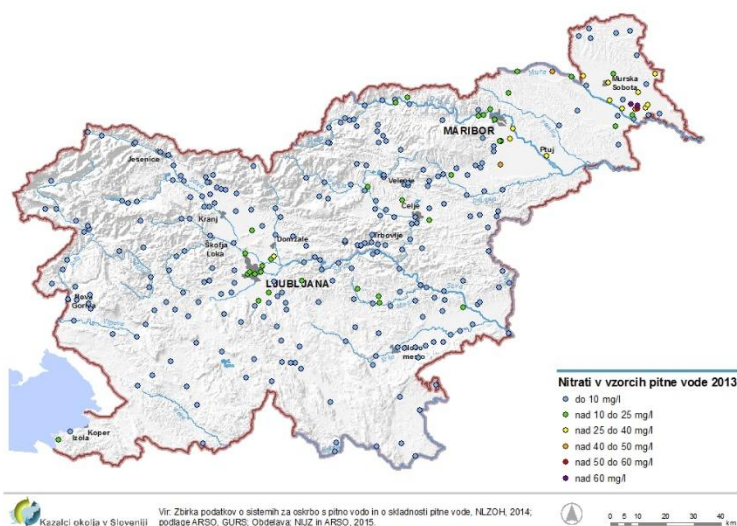 Mura
Murska
Sobota
MARIBOR
Ptuj
Jesenice
Velenje
Celje
Kranj
Trbovlje
Škofja
Loka
Domžale
LJUBLJANA
Nova
Gorica
Sava
Novo
mesto
Koper
Izola
Nitrati v vzorcih pitne vode 2013
do 10 mg/l
nad 10 do 25 mg/l
nad 25 do 40 mg/l
nad 40 do 50 mg/l
nad 50 do 60 mg/l
nad 60 mg/l
Kazalci okolja v Sloveniji
Vir: Zbirka podatkov o sistemih za oskrbo s pitno vodo in o skladnosti pitne vode, NLZOH, 2014;
podlage ARSO, GURS; Obdelava: NIJZ in ARSO, 2015.
0 5 10 20 30 40
km